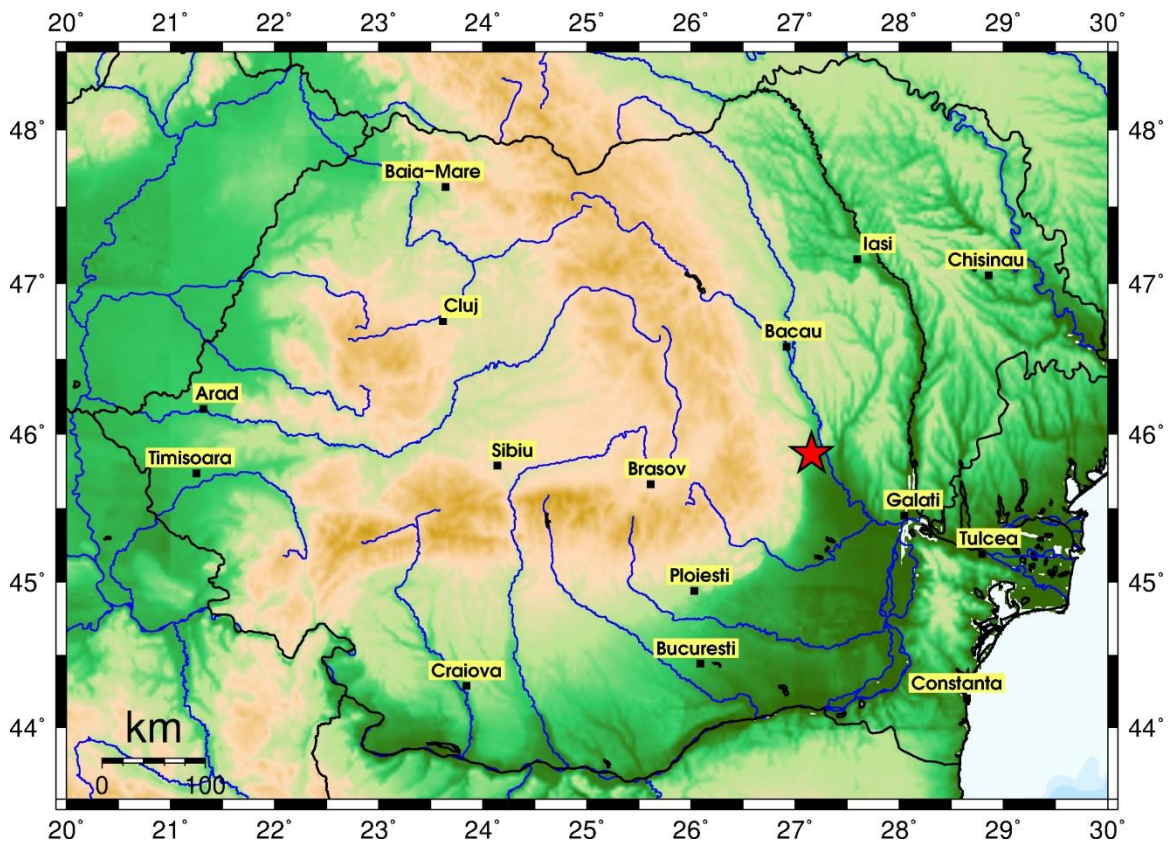 20˚ 21˚ 22˚ 23˚ 24˚ 25˚ 26˚ 27˚ 28˚ 29˚ 30˚
48˚ 48˚
Baia-Mare
Iasi
Chisinau
47˚ 47˚
Cluj
Bacau
Arad
46˚ 46˚
Timisoara
Sibiu
Brasov
Galati
Tulcea
45˚ 45˚
Ploiesti
Bucuresti
Craiova
Constanta
44˚ 44˚
km
0 100
20˚ 21˚ 22˚ 23˚ 24˚ 25˚ 26˚ 27˚ 28˚ 29˚ 30˚